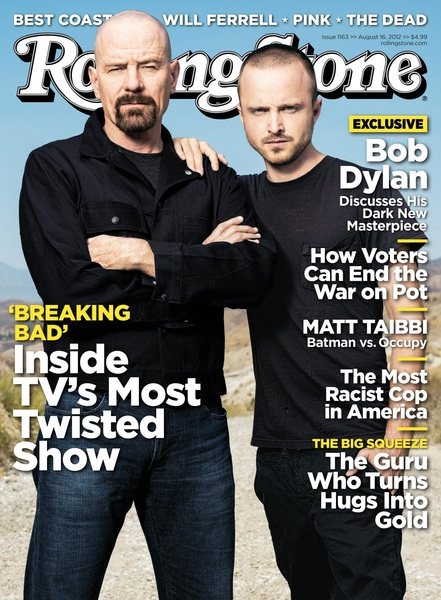 BEST COAST WILL FERRELL ★ PINK ★ THE DEAD
Issue 1163 >> August 16, 2012 >> $4.99
rollingstone.com
RollingStone
EXCLUSIVE
Bob
Dylan
Discusses His
Dark New
Masterpiece
How Voters
Can End the
War on Pot
MATT TAIBBI
Batman vs. Occupy
The Most
Racist Cop
in America
THE BIG SQUEEZE
The Guru
Who Turns
Hugs Into
Gold
‘BREAKING
BAD’
Inside
TV’s Most
Twisted
Show